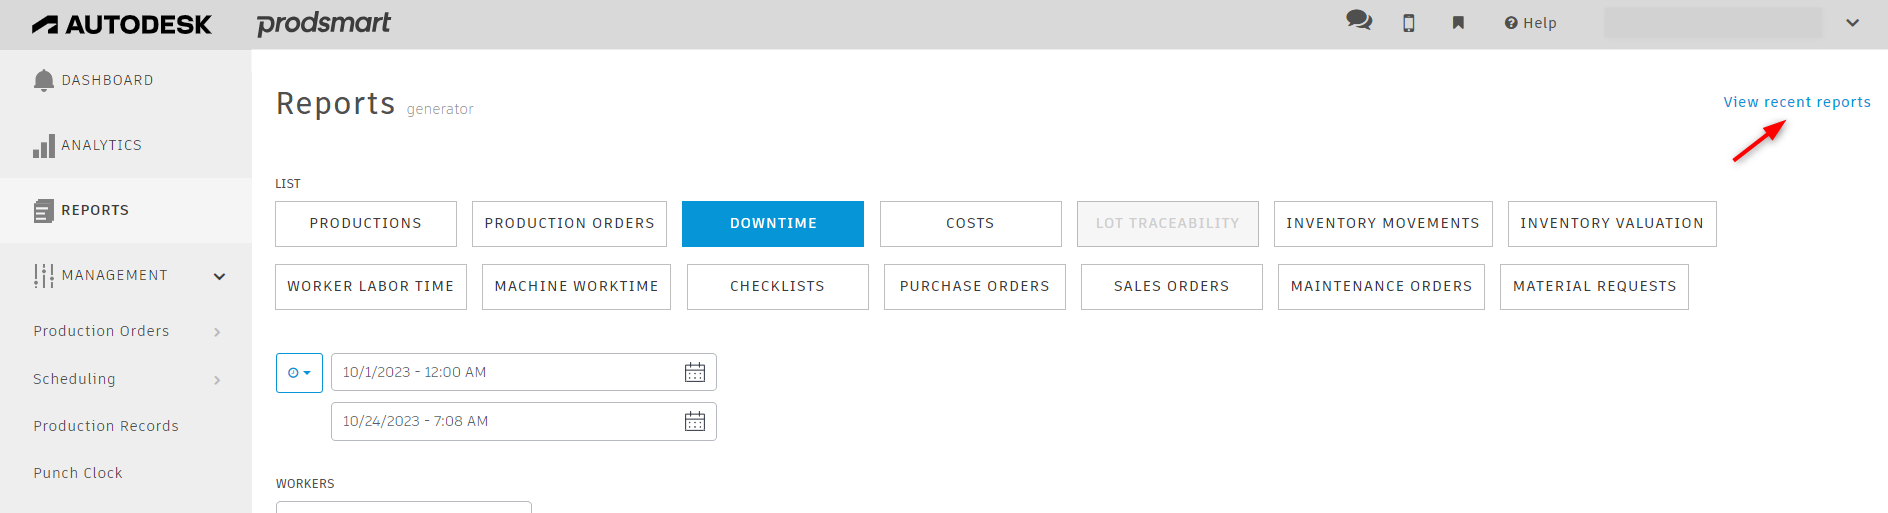 AUTODESK prodsmart Help
DASHBOARD
ANALYTICS
REPORTS
MANAGEMENT
Production Orders
Scheduling
Production Records
Punch Clock
Reports generator
View recent reports
LIST
PRODUCTIONS PRODUCTION ORDERS DOWNTIME COSTS LOT TRACEABILITY INVENTORY MOVEMENTS INVENTORY VALUATION
WORKER LABOR TIME MACHINE WORKTIME CHECKLISTS PURCHASE ORDERS SALES ORDERS MAINTENANCE ORDERS MATERIAL REQUESTS
10/1/2023 - 12:00 AM
10/24/2023 - 7:08 AM
WORKERS